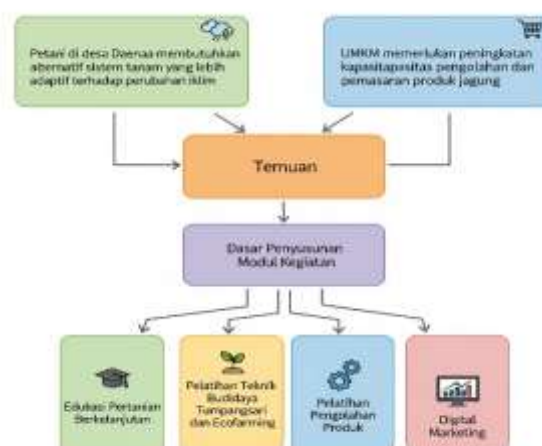 Petani di desa Daenaa membutuhkan
abernatif sistem tanam yang lebih
adaptif terhadap perubahan iklim
UMKM memerlukan peningkatan
kapasitapesitas pengolahan dan
pemasaran produk jagung
Temuan
Dasar Penyusunan
Modul Kegiatan
Edukasi Pertanian
Berkelanjutan
Pelatihan Teknik
Budidaya
Tumpangsari
dan Ecofarming
Pelatihan
Pengolahan
Produk
Digital
Marketing